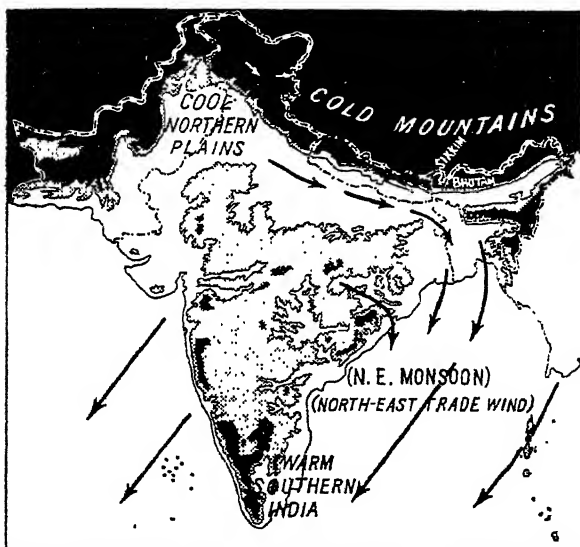 COOL
NORTHERN
PLAINS
COLD MOUNTAINS
SIKKIM
BHUTAN
(N. E. MONSOON)
(NORTH-EAST TRADE WIND)
WARM
SOUTHERN
INDIA